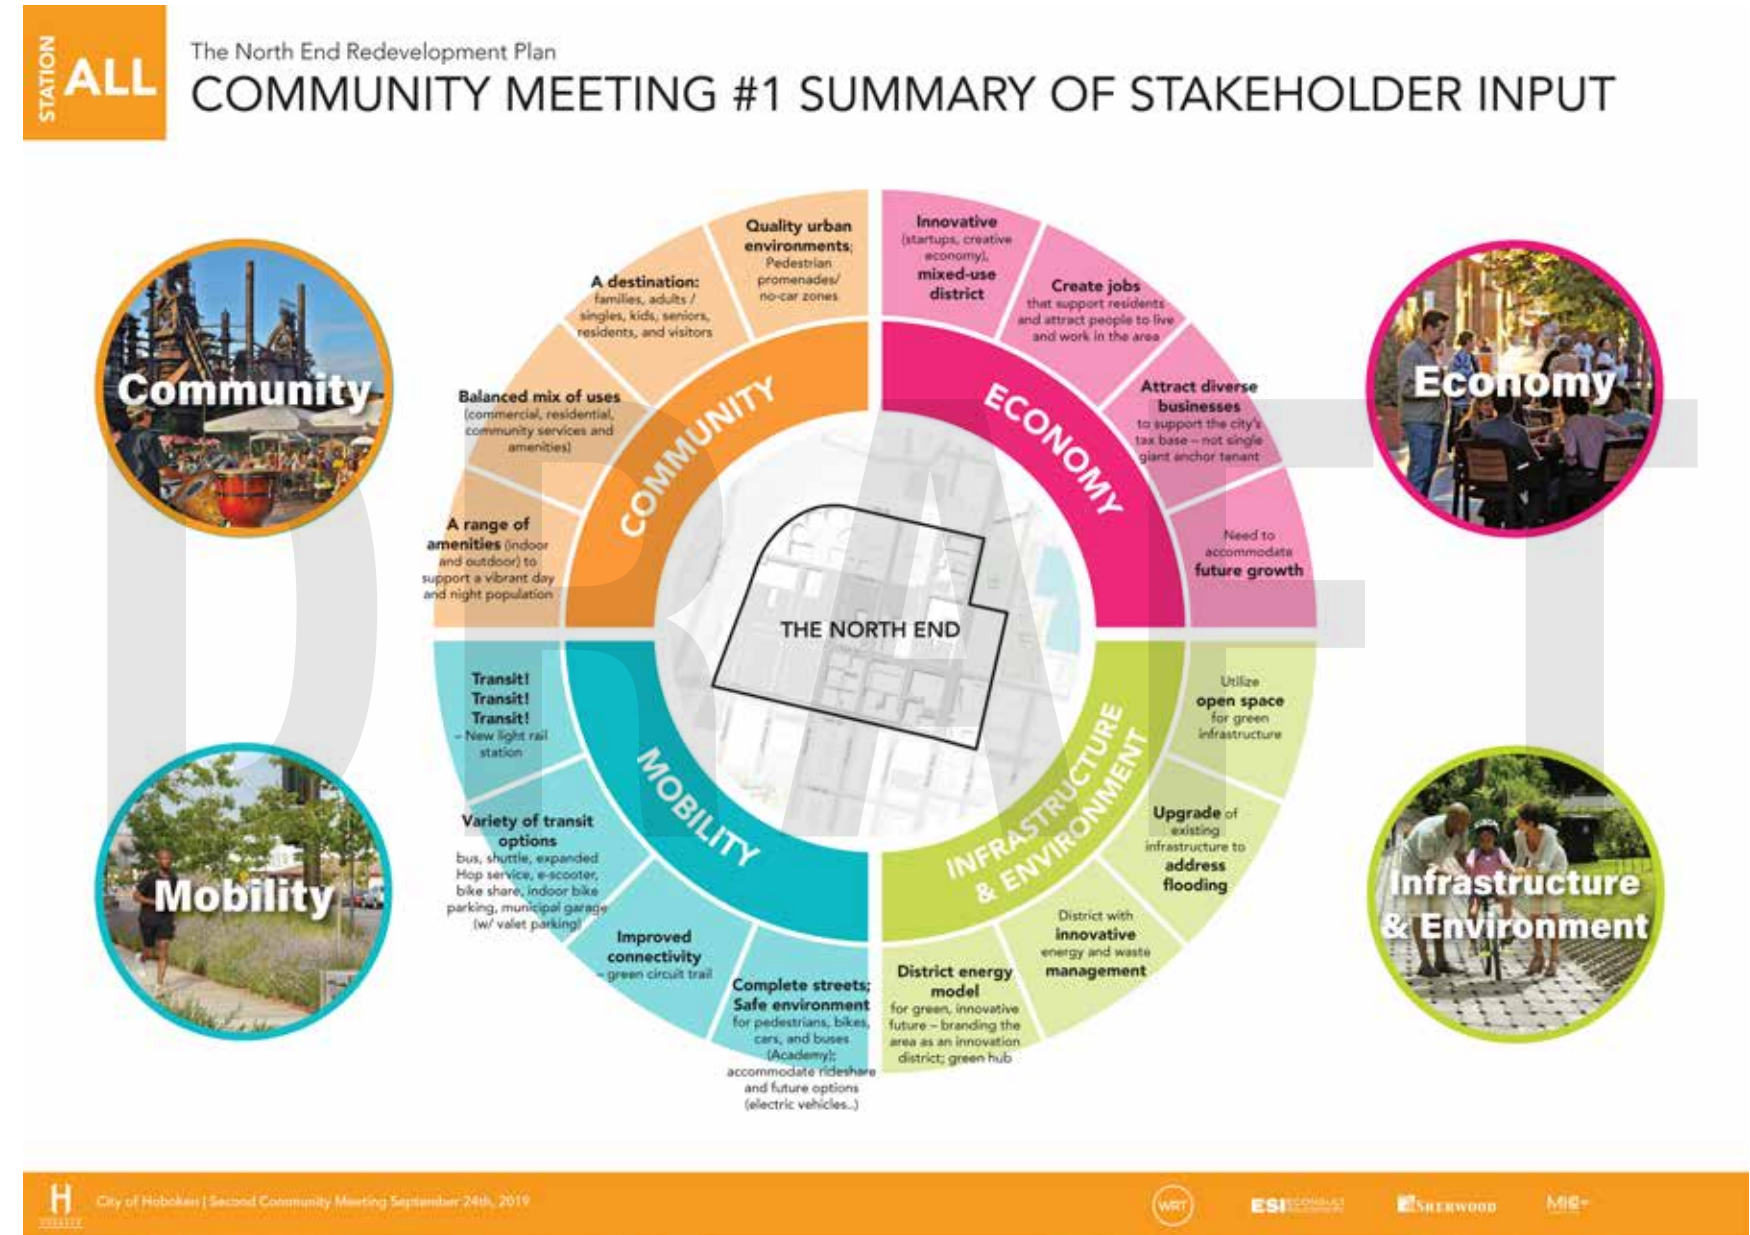 STATION
ALL
The North End Redevelopment Plan
COMMUNITY MEETING #1 SUMMARY OF STAKEHOLDER INPUT
Community
Economy
Mobility
Infrastructure
& Environment
COMMUNITY
Quality urban
environments;
Pedestrian
promenades/
no-car zones
A destination:
families, adults /
singles, kids, seniors,
residents, and visitors
Balanced mix of uses
(commercial, residential,
community services and
amenities)
A range of
amenities (indoor
and outdoor) to
support a vibrant day
and night population
ECONOMY
Innovative
(startups, creative
economy),
mixed-use
district
Create jobs
that support residents
and attract people to live
and work in the area
Attract diverse
businesses
to support the city's
tax base – not single
giant anchor tenant
Need to
accommodate
future growth
THE NORTH END
MOBILITY
Transit!
Transit!
Transit!
– New light rail
station
Variety of transit
options
bus, shuttle, expanded
Hop service, e-scooter,
bike share, indoor bike
parking, municipal garage
(w/ valet parking)
Improved
connectivity
– green circuit trail
Complete streets;
Safe environment
for pedestrians, bikes,
cars, and buses
(Academy);
accommodate rideshare
and future options
(electric vehicles..)
INFRASTRUCTURE
& ENVIRONMENT
Utilize
open space
for green
infrastructure
Upgrade of
existing
infrastructure to
address
flooding
District with
innovative
energy and waste
management
District energy
model
for green, innovative
future – branding the
area as an innovation
district; green hub
DRAFT
H
City of Hoboken | Second Community Meeting September 24th, 2019
WRT
ESI ECONSULT
SHERWOOD